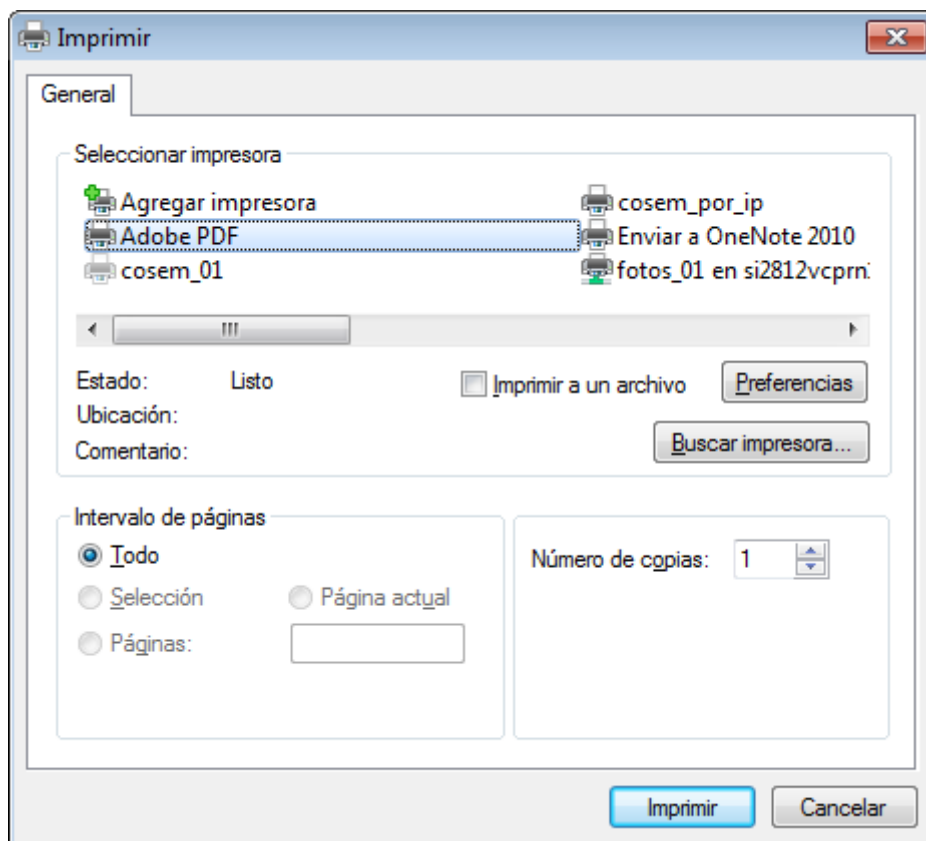 Imprimir
General
Seleccionar impresora
Agregar impresora
cosem_por_ip
Adobe PDF
Enviar a OneNote 2010
cosem_01
fotos_01 en si2812vcprn
Estado: Listo
Imprimir a un archivo
Preferencias
Ubicación:
Comentario:
Buscar impresora...
Intervalo de páginas
Todo
Número de copias: 1
Selección
Página actual
Páginas:
Imprimir
Cancelar